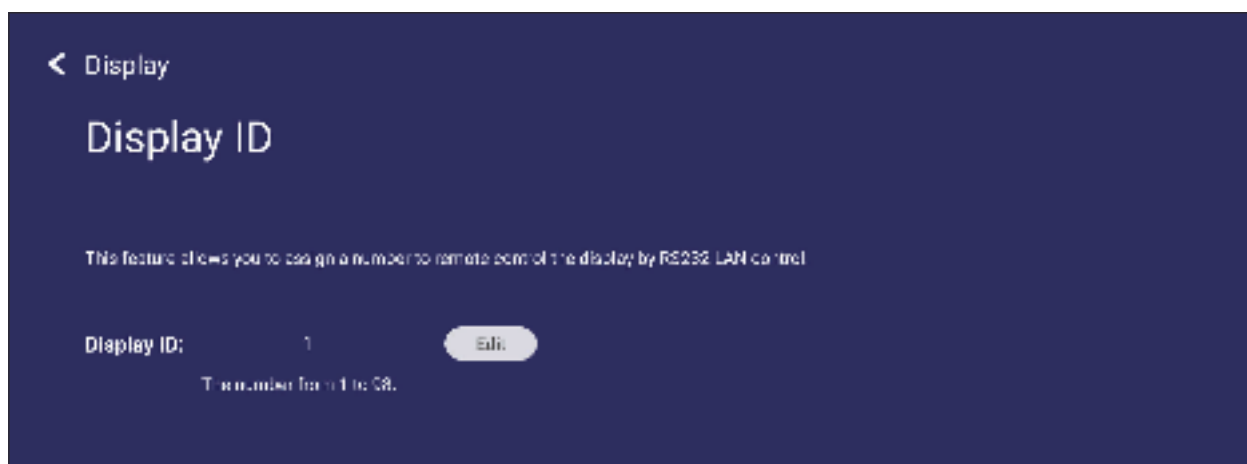 Display
Display ID
This feature allows you to assign a number to remote control the display by RS232 LAN control
Display ID: 1 Edit
The number from 1 to